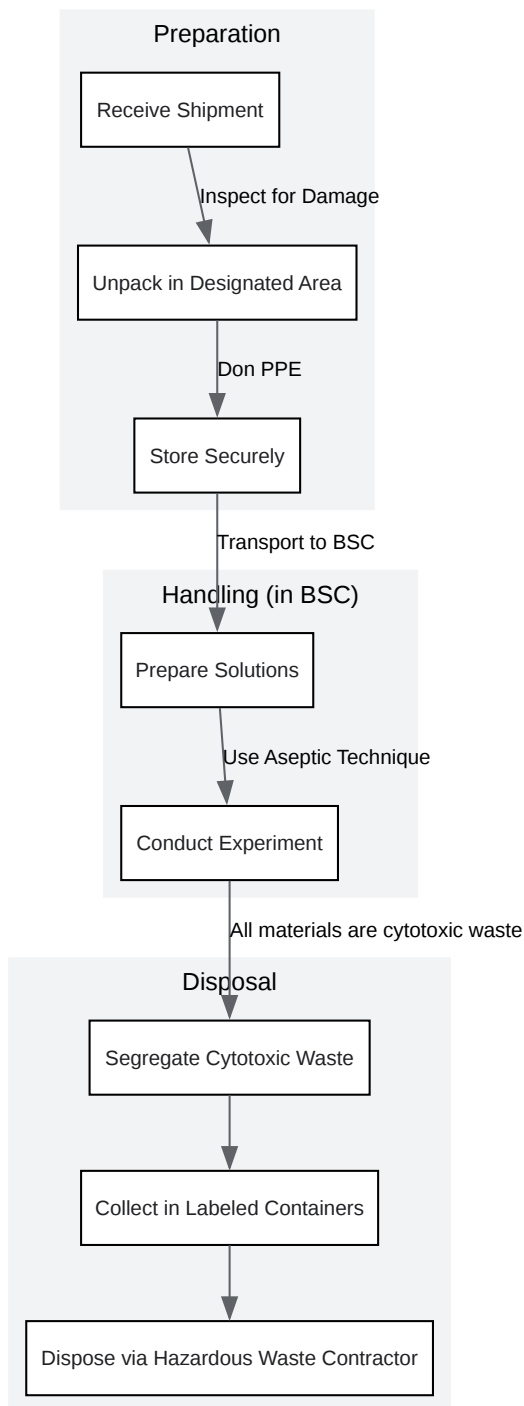 Preparation
Receive Shipment
Inspect for Damage
Unpack in Designated Area
Don PPE
Store Securely
Transport to BSC
Handling (in BSC)
Prepare Solutions
Use Aseptic Technique
Conduct Experiment
All materials are cytotoxic waste
Disposal
Segregate Cytotoxic Waste
Collect in Labeled Containers
Dispose via Hazardous Waste Contractor